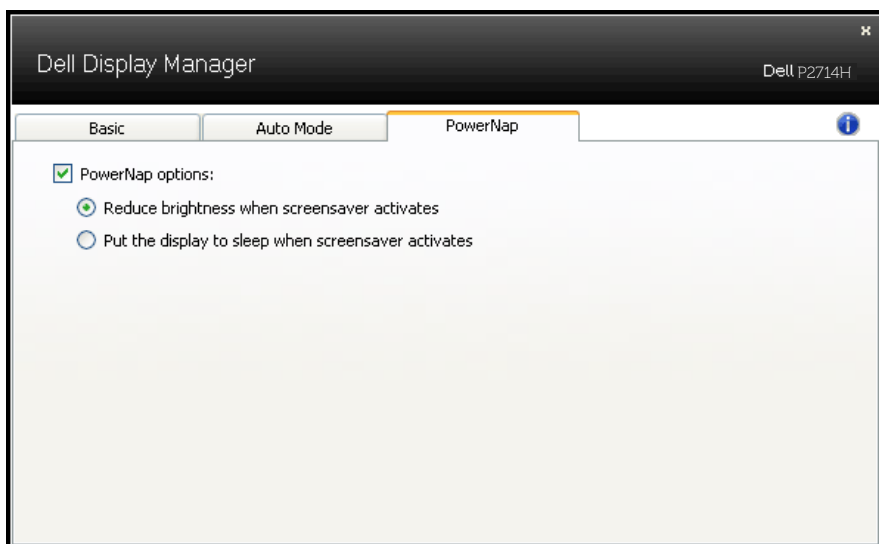 Dell Display Manager
Dell P2714H
Basic
Auto Mode
PowerNap
PowerNap options:
Reduce brightness when screensaver activates
Put the display to sleep when screensaver activates